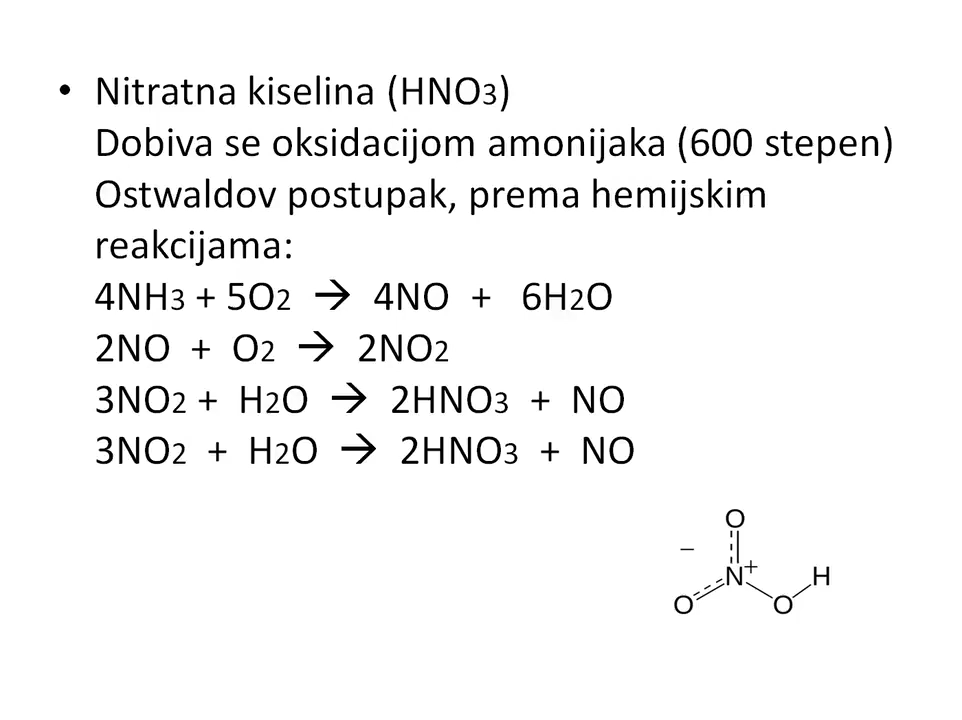 • Nitratna kiselina (HNO3)
Dobiva se oksidacijom amonijaka (600 stepen)
Ostwaldov postupak, prema hemijskim
reakcijama:
4NH3 + 5O2 → 4NO + 6H2O
2NO + O2 → 2NO2
3NO2 + H2O → 2HNO3 + NO
3NO2 + H2O → 2HNO3 + NO
O
−
N+
H
O
O